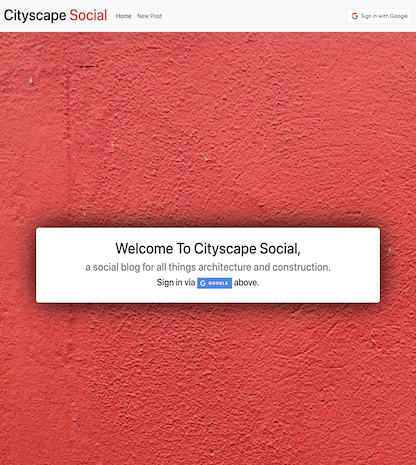 Cityscape Social Home New Post Sign in with Google
Welcome To Cityscape Social,
a social blog for all things architecture and construction.
Sign in via GOOGLE above.